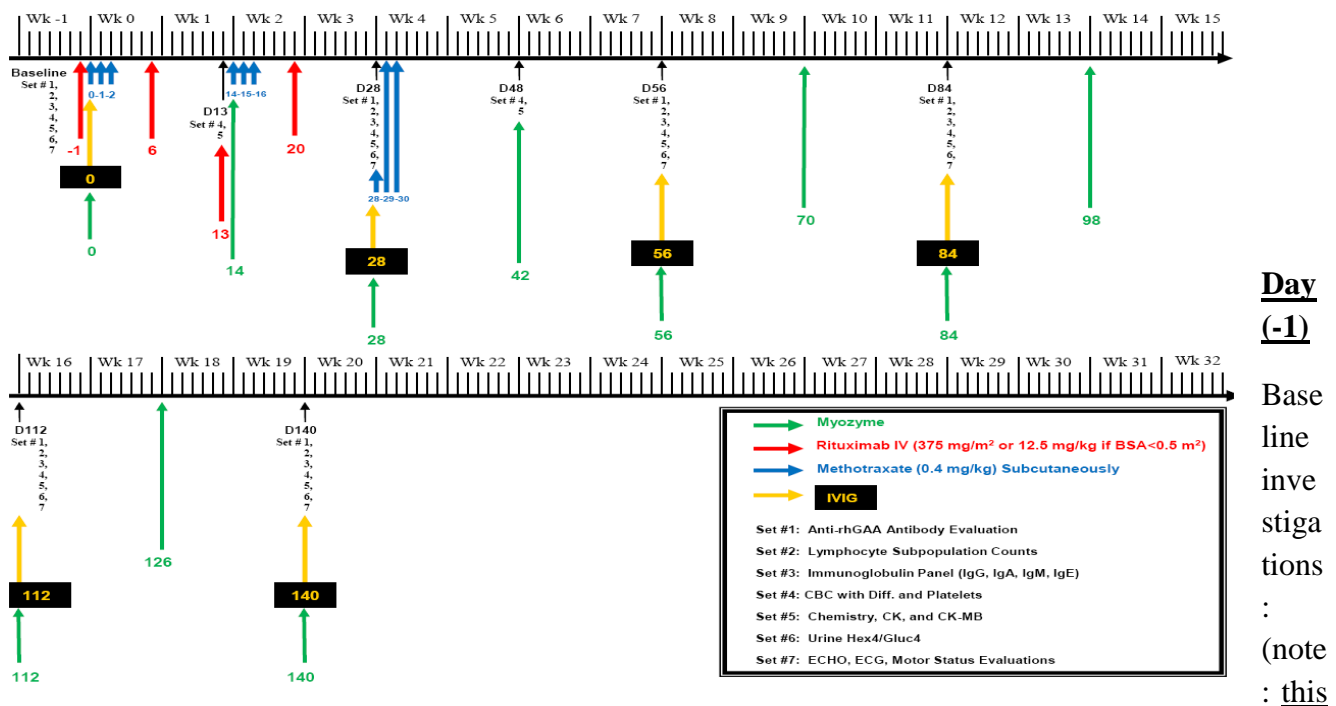 Wk -1 Wk 0 Wk 1 Wk 2 Wk 3 Wk 4 Wk 5 Wk 6 Wk 7 Wk 8 Wk 9 Wk 10 Wk 11 Wk 12 Wk 13 Wk 14 Wk 15
Baseline
Set # 1,
2,
3,
4,
5,
6,
7
-1
0-1-2
0
0
6
D13
Set # 4,
5
13
14-15-16
14
20
D28
Set # 1,
2,
3,
4,
5,
6,
7
28-29-30
28
28
D48
Set # 4,
5
42
D56
Set # 1,
2,
3,
4,
5,
6,
7
56
56
70
D84
Set # 1,
2,
3,
4,
5,
6,
7
84
84
98
Wk 16 Wk 17 Wk 18 Wk 19 Wk 20 Wk 21 Wk 22 Wk 23 Wk 24 Wk 25 Wk 26 Wk 27 Wk 28 Wk 29 Wk 30 Wk 31 Wk 32
D112
Set # 1,
2,
3,
4,
5,
6,
7
112
112
126
D140
Set # 1,
2,
3,
4,
5,
6,
7
140
140
Myozyme
Rituximab IV (375 mg/m² or 12.5 mg/kg if BSA<0.5 m²)
Methotraxate (0.4 mg/kg) Subcutaneously
IVIG
Set #1: Anti-rhGAA Antibody Evaluation
Set #2: Lymphocyte Subpopulation Counts
Set #3: Immunoglobulin Panel (IgG, IgA, IgM, IgE)
Set #4: CBC with Diff. and Platelets
Set #5: Chemistry, CK, and CK-MB
Set #6: Urine Hex4/Gluc4
Set #7: ECHO, ECG, Motor Status Evaluations
Day
(-1)
Base
line
inve
stiga
tions
:
(note
: this